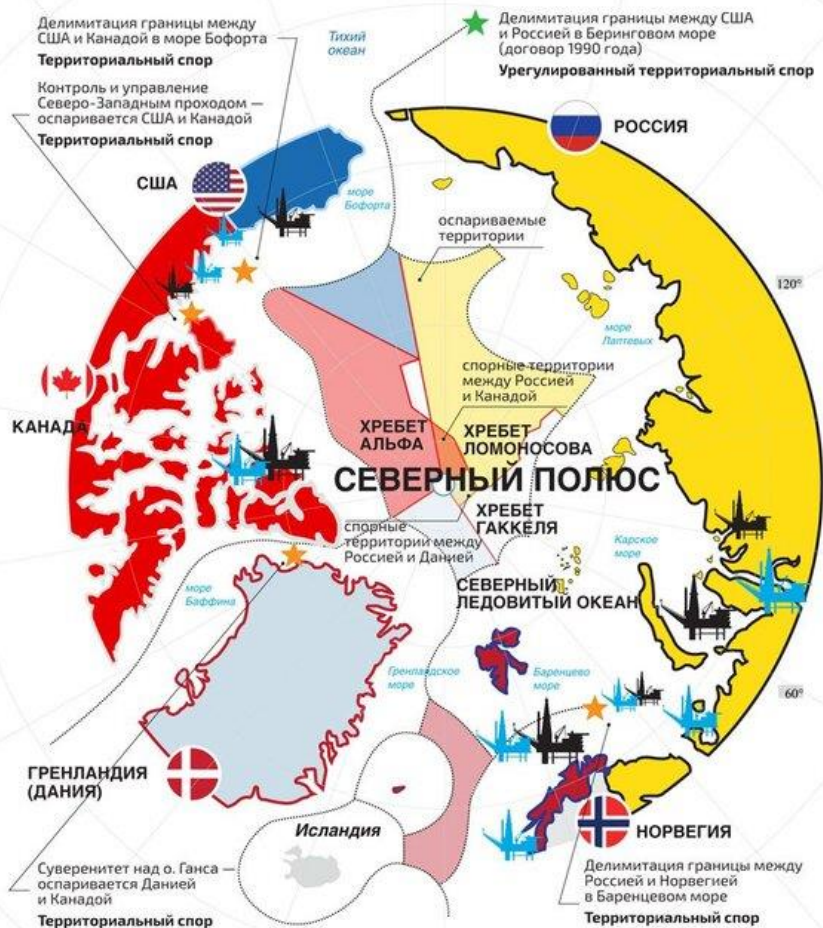 Делимитация границы между
США и Канадой в море Бофорта
Территориальный спор
Контроль и управление
Северо-Западным проходом —
оспаривается США и Канадой
Территориальный спор
Тихий
океан
Делимитация границы между США
и Россией в Беринговом море
(договор 1990 года)
Урегулированный территориальный спор
РОССИЯ
США
море
Бофорта
оспариваемые
территории
120°
море
Лаптевых
спорные территории
между Россией
и Канадой
КАНАДА
ХРЕБЕТ
АЛЬФА
ХРЕБЕТ
ЛОМОНОСОВА
СЕВЕРНЫЙ ПОЛЮС
ХРЕБЕТ
ГАККЕЛЯ
спорные
территории между
Россией и Данией
Карское
море
море
Баффина
СЕВЕРНЫЙ
ЛЕДОВИТЫЙ ОКЕАН
Гренландское
море
Баренцево
море
60°
ГРЕНЛАНДИЯ
(ДАНИЯ)
Исландия
НОРВЕГИЯ
Суверенитет над о. Ганса —
оспаривается Данией
и Канадой
Территориальный спор
Делимитация границы между
Россией и Норвегией
в Баренцевом море
Территориальный спор